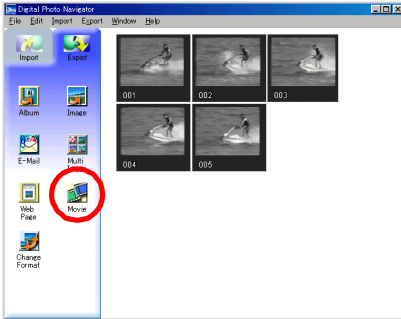 Digital Photo Navigator
File Edit Import Export Window Help
Import Export
001 002 003
Album Image
004 005
E-Mail Multi
Web Page Movie
Change Format